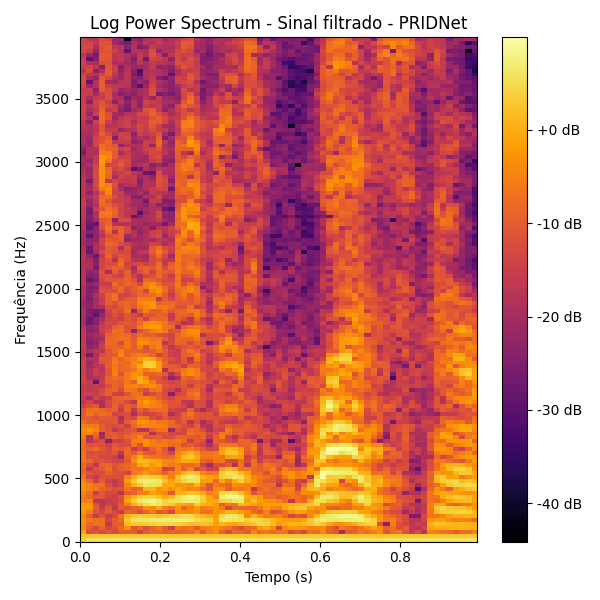 Log Power Spectrum - Sinal filtrado - PRIDNet
Frequência (Hz)
3500
3000
2500
2000
1500
1000
500
0
0.0 0.2 0.4 0.6 0.8
Tempo (s)
+0 dB
-10 dB
-20 dB
-30 dB
-40 dB